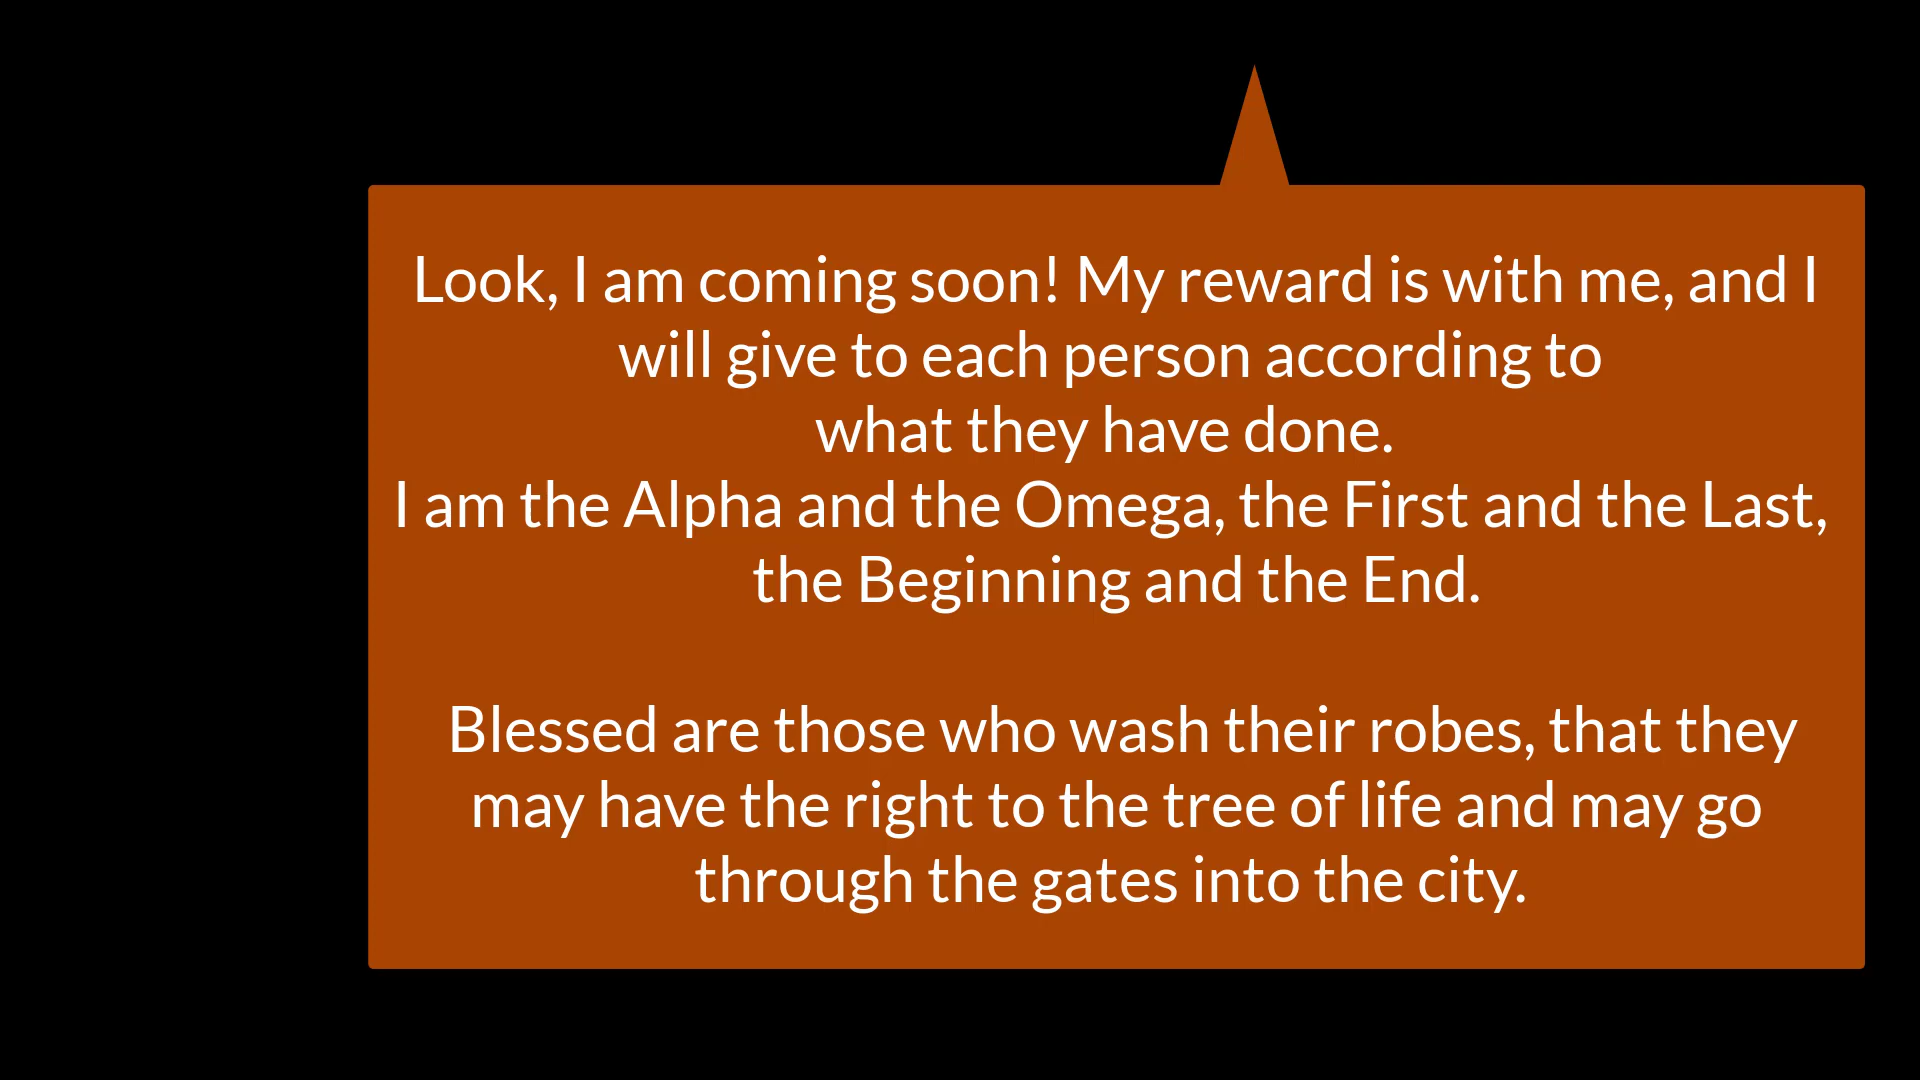 Look, I am coming soon! My reward is with me, and I
will give to each person according to
what they have done.
I am the Alpha and the Omega, the First and the Last,
the Beginning and the End.
Blessed are those who wash their robes, that they
may have the right to the tree of life and may go
through the gates into the city.